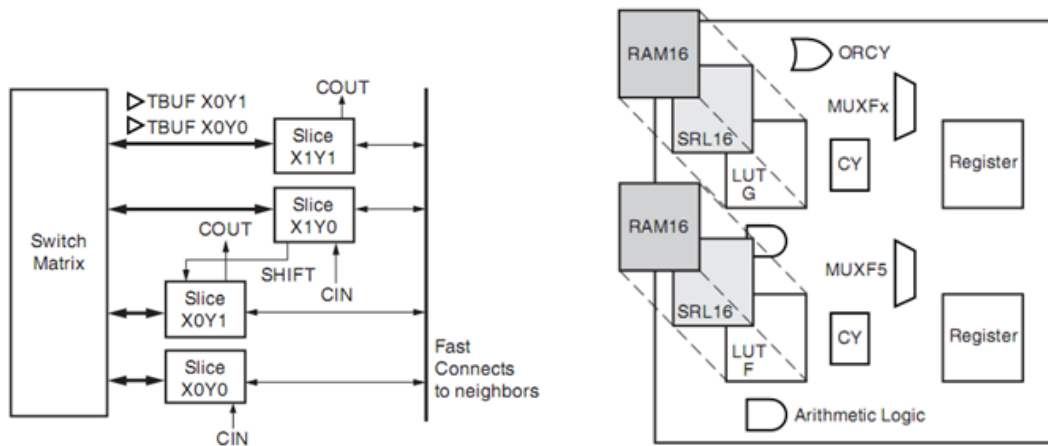 TBUF X0Y1
TBUF X0Y0
COUT
Slice
X1Y1
Slice
X1Y0
COUT
SHIFT
CIN
Switch
Matrix
Slice
X0Y1
Slice
X0Y0
CIN
Fast
Connects
to neighbors
RAM16
ORCY
MUXFx
SRL16
LUT
G
CY
Register
RAM16
MUXF5
SRL16
LUT
F
CY
Register
Arithmetic Logic